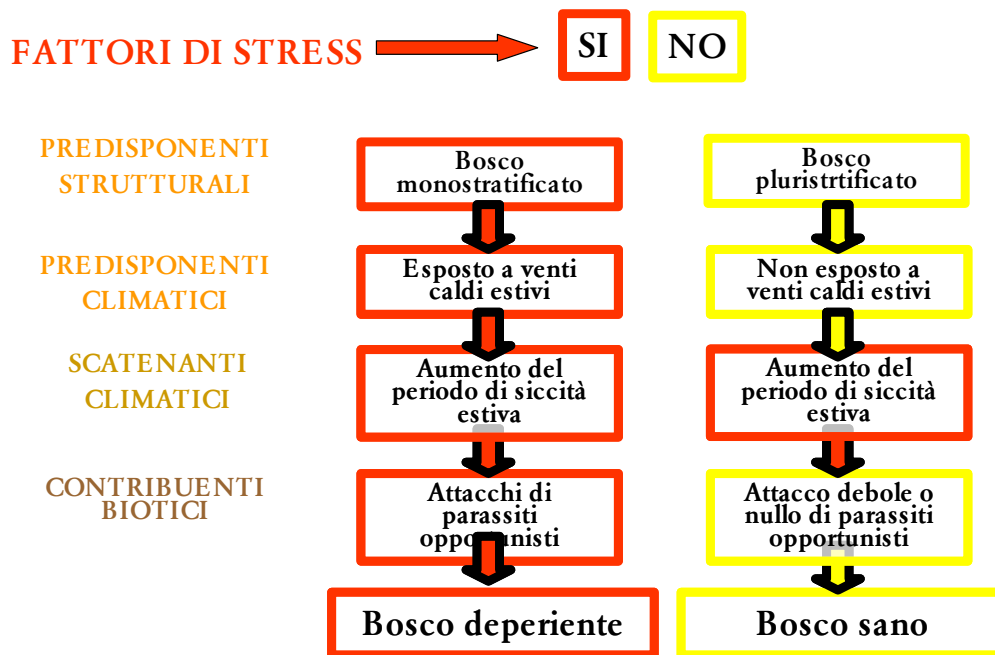 FATTORI DI STRESS
SI
NO
PREDISPONENTI
STRUTTURALI
Bosco
monostratificato
Bosco
pluristrtificato
PREDISPONENTI
CLIMATICI
Esposto a venti
caldi estivi
Non esposto a
venti caldi estivi
SCATENANTI
CLIMATICI
Aumento del
periodo di siccità
estiva
Aumento del
periodo di siccità
estiva
CONTRIBUENTI
BIOTICI
Attacchi di
parassiti
opportunisti
Attacco debole o
nullo di parassiti
opportunisti
Bosco deperiente
Bosco sano